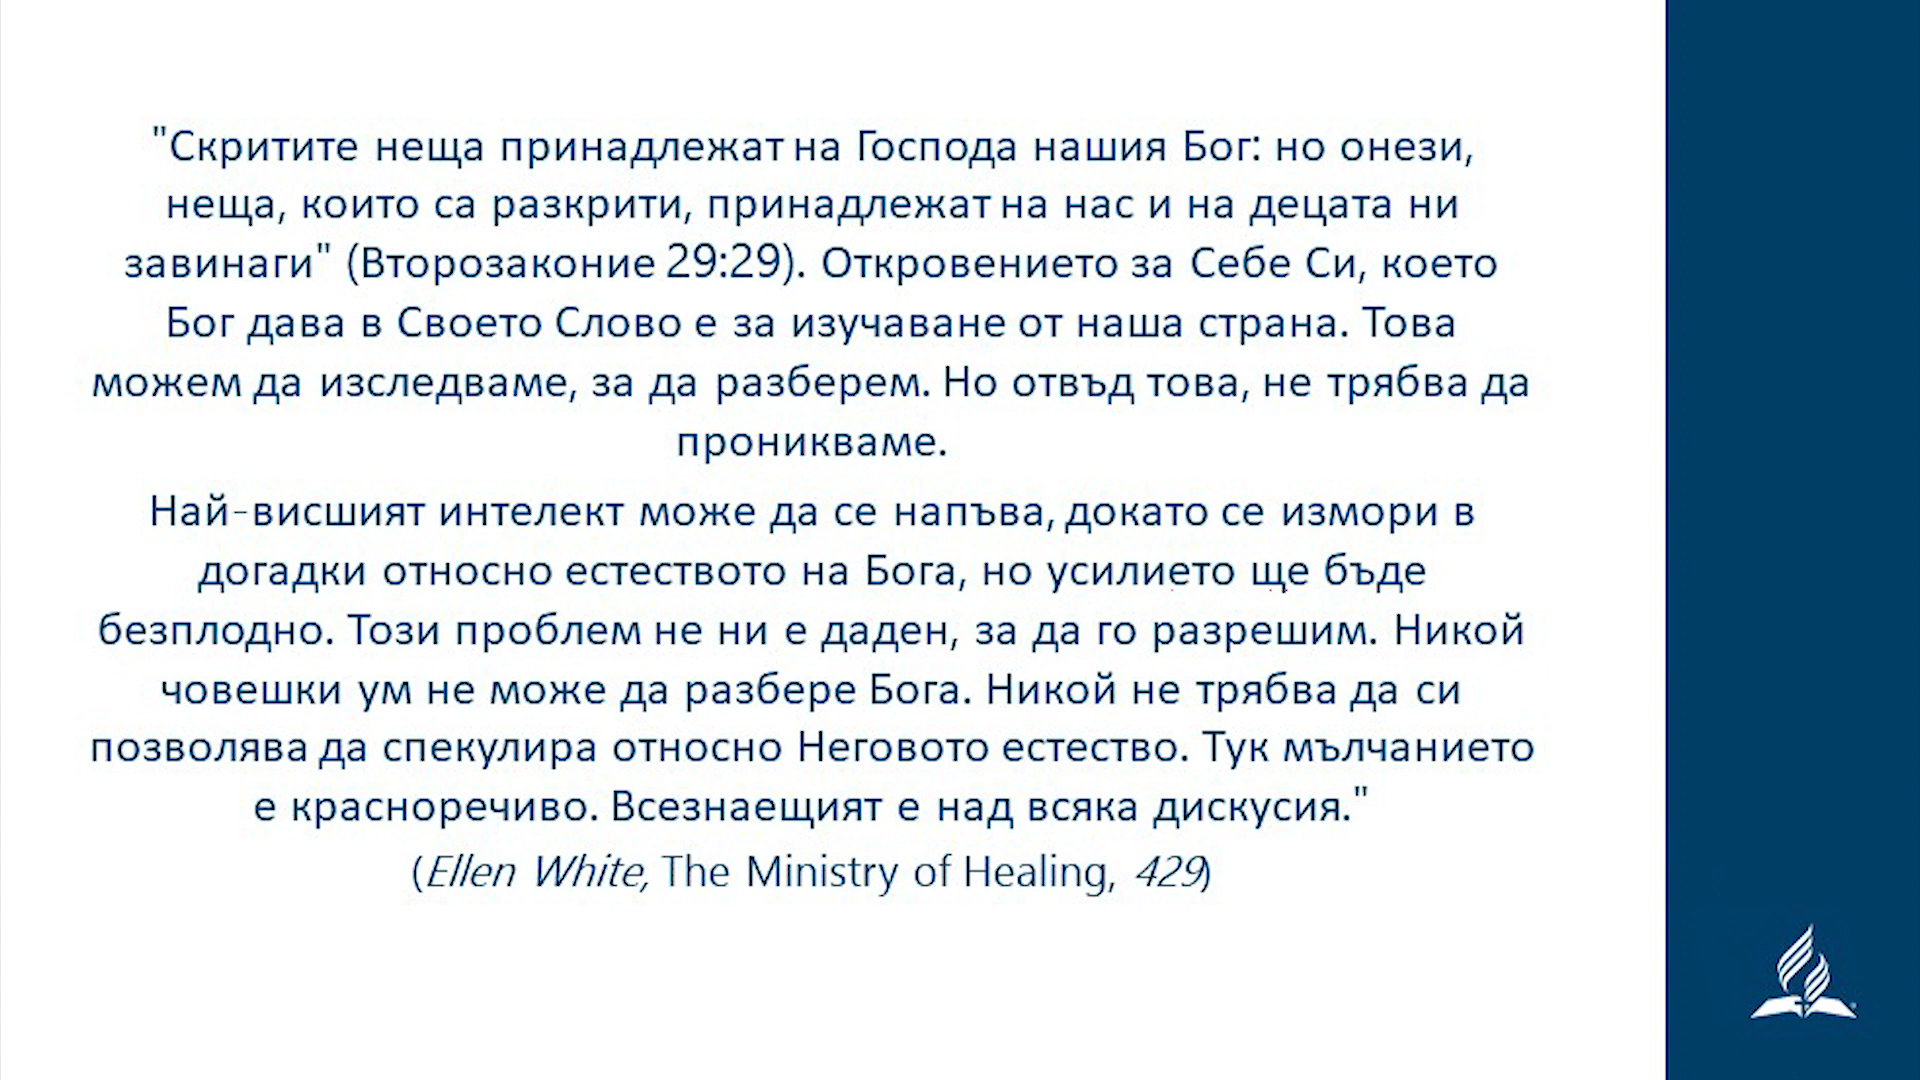 "Скритите неща принадлежат на Господа нашия Бог: но онези,
неща, които са разкрити, принадлежат на нас и на децата ни
завинаги" (Второзаконие 29:29). Откровението за Себе Си, което
Бог дава в Своето Слово е за изучаване от наша страна. Това
можем да изследваме, за да разберем. Но отвъд това, не трябва да
проникваме.
Най-висшият интелект може да се напъва, докато се измори в
догадки относно естеството на Бога, но усилието ще бъде
безплодно. Този проблем не ни е даден, за да го разрешим. Никой
човешки ум не може да разбере Бога. Никой не трябва да си
позволява да спекулира относно Неговото естество. Тук мълчанието
е красноречиво. Всезнаещият е над всяка дискусия."
(Ellen White, The Ministry of Healing, 429)